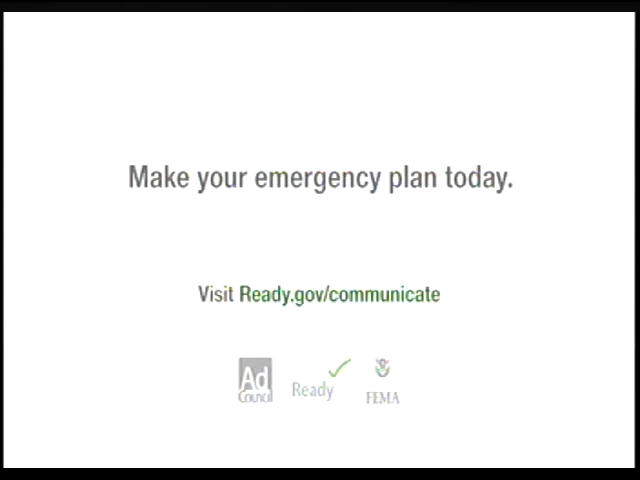 Make your emergency plan today.
Visit Ready.gov/communicate
Ad Council
Ready
FEMA